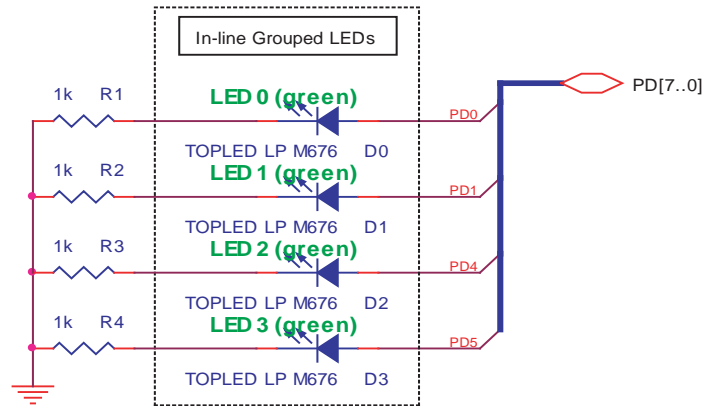 In-line Grouped LEDs
PD[7..0]
1k R1
LED 0 (green)
PD0
TOPLED LP M676 D0
1k R2
LED 1 (green)
PD1
TOPLED LP M676 D1
1k R3
LED 2 (green)
PD4
TOPLED LP M676 D2
1k R4
LED 3 (green)
PD5
TOPLED LP M676 D3